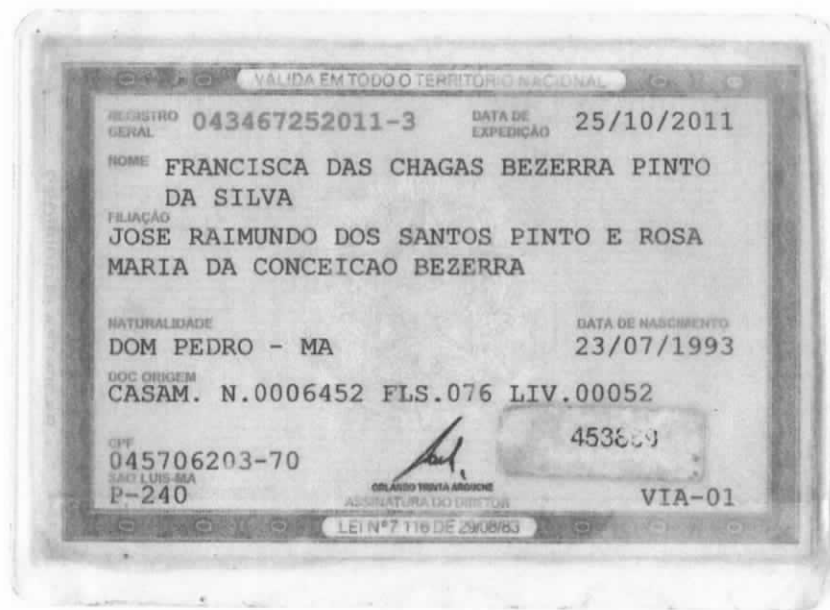 VÁLIDA EM TODO O TERRITÓRIO NACIONAL
REGISTRO GERAL 043467252011-3 DATA DE EXPEDIÇÃO 25/10/2011
NOME FRANCISCA DAS CHAGAS BEZERRA PINTO
DA SILVA
FILIAÇÃO
JOSE RAIMUNDO DOS SANTOS PINTO E ROSA
MARIA DA CONCEICAO BEZERRA
NATURALIDADE DATA DE NASCIMENTO
DOM PEDRO - MA 23/07/1993
DOC ORIGEM
CASAM. N.0006452 FLS.076 LIV.00052
CPF
045706203-70
SAO LUIS-MA
P-240 VIA-01
ASSINATURA DO DIRETOR
LEI Nº 7.116 DE 29/08/83